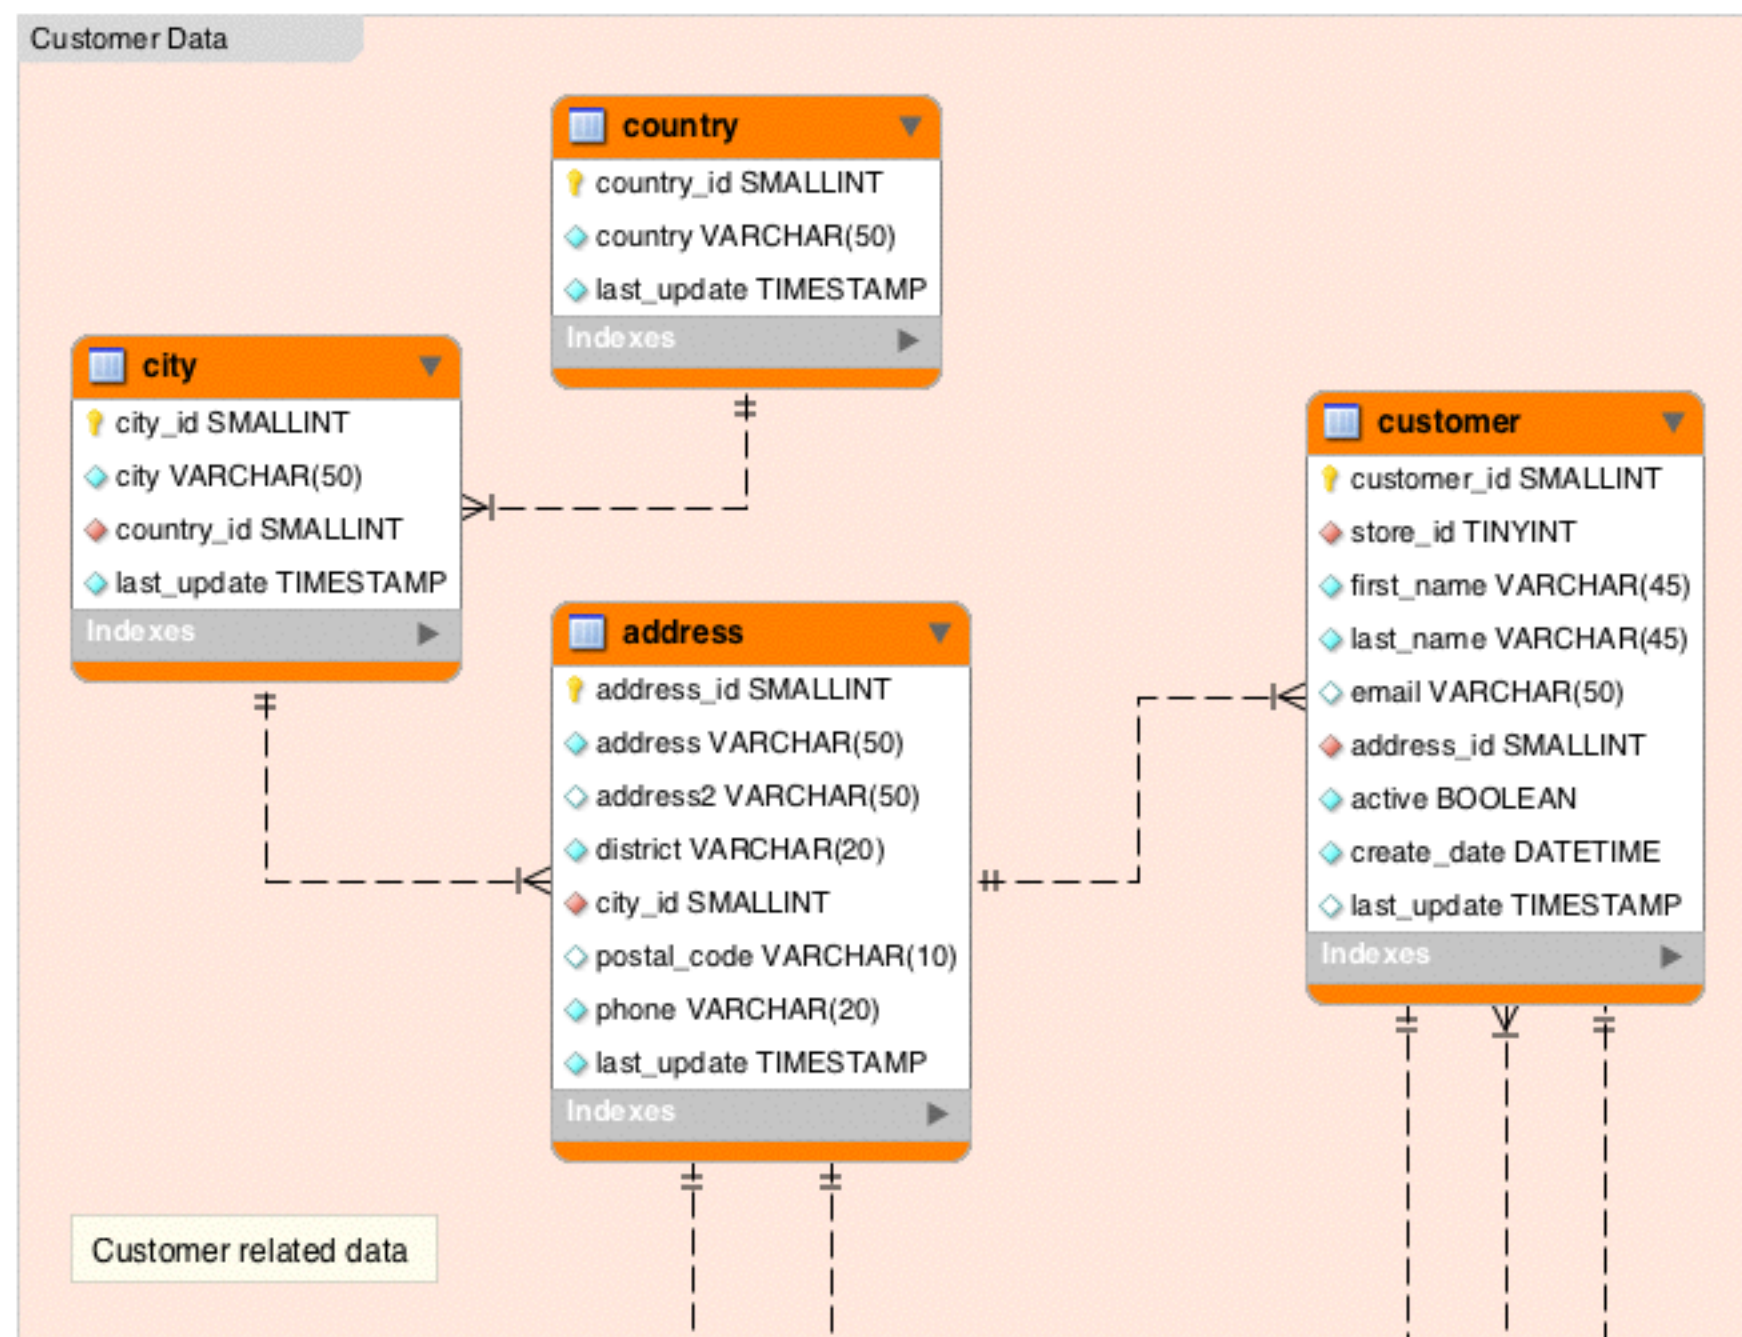 Customer Data
country
country_id SMALLINT
country VARCHAR(50)
last_update TIMESTAMP
Indexes
city
city_id SMALLINT
city VARCHAR(50)
country_id SMALLINT
last_update TIMESTAMP
Indexes
address
address_id SMALLINT
address VARCHAR(50)
address2 VARCHAR(50)
district VARCHAR(20)
city_id SMALLINT
postal_code VARCHAR(10)
phone VARCHAR(20)
last_update TIMESTAMP
Indexes
customer
customer_id SMALLINT
store_id TINYINT
first_name VARCHAR(45)
last_name VARCHAR(45)
email VARCHAR(50)
address_id SMALLINT
active BOOLEAN
create_date DATETIME
last_update TIMESTAMP
Indexes
Customer related data